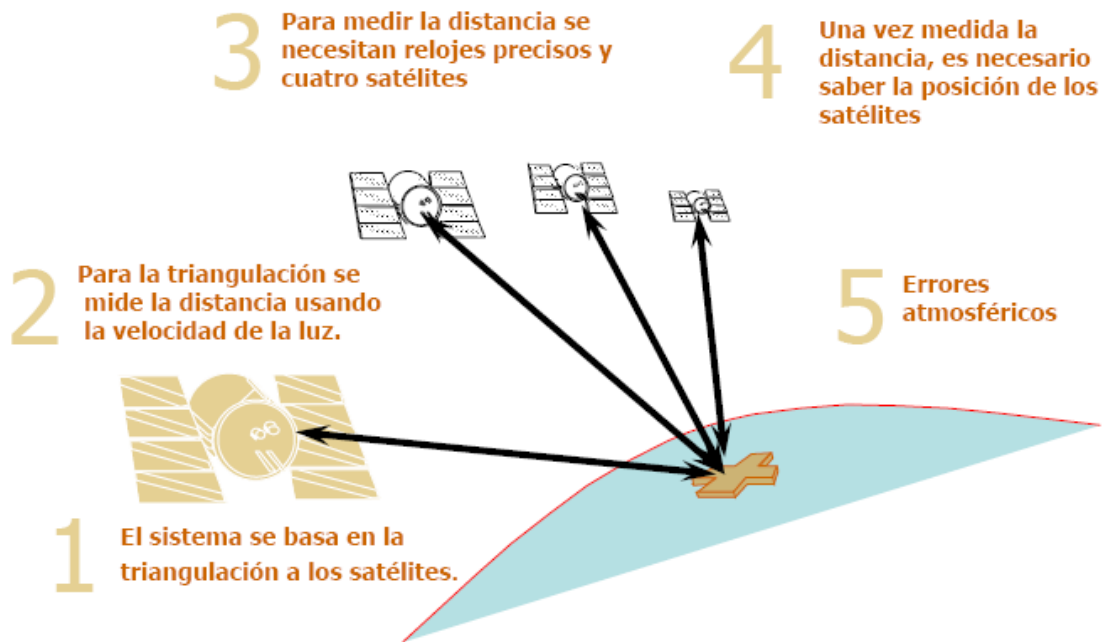 3
Para medir la distancia se
necesitan relojes precisos y
cuatro satélites
4
Una vez medida la
distancia, es necesario
saber la posición de los
satélites
2
Para la triangulación se
mide la distancia usando
la velocidad de la luz.
5
Errores
atmosféricos
1
El sistema se basa en la
triangulación a los satélites.